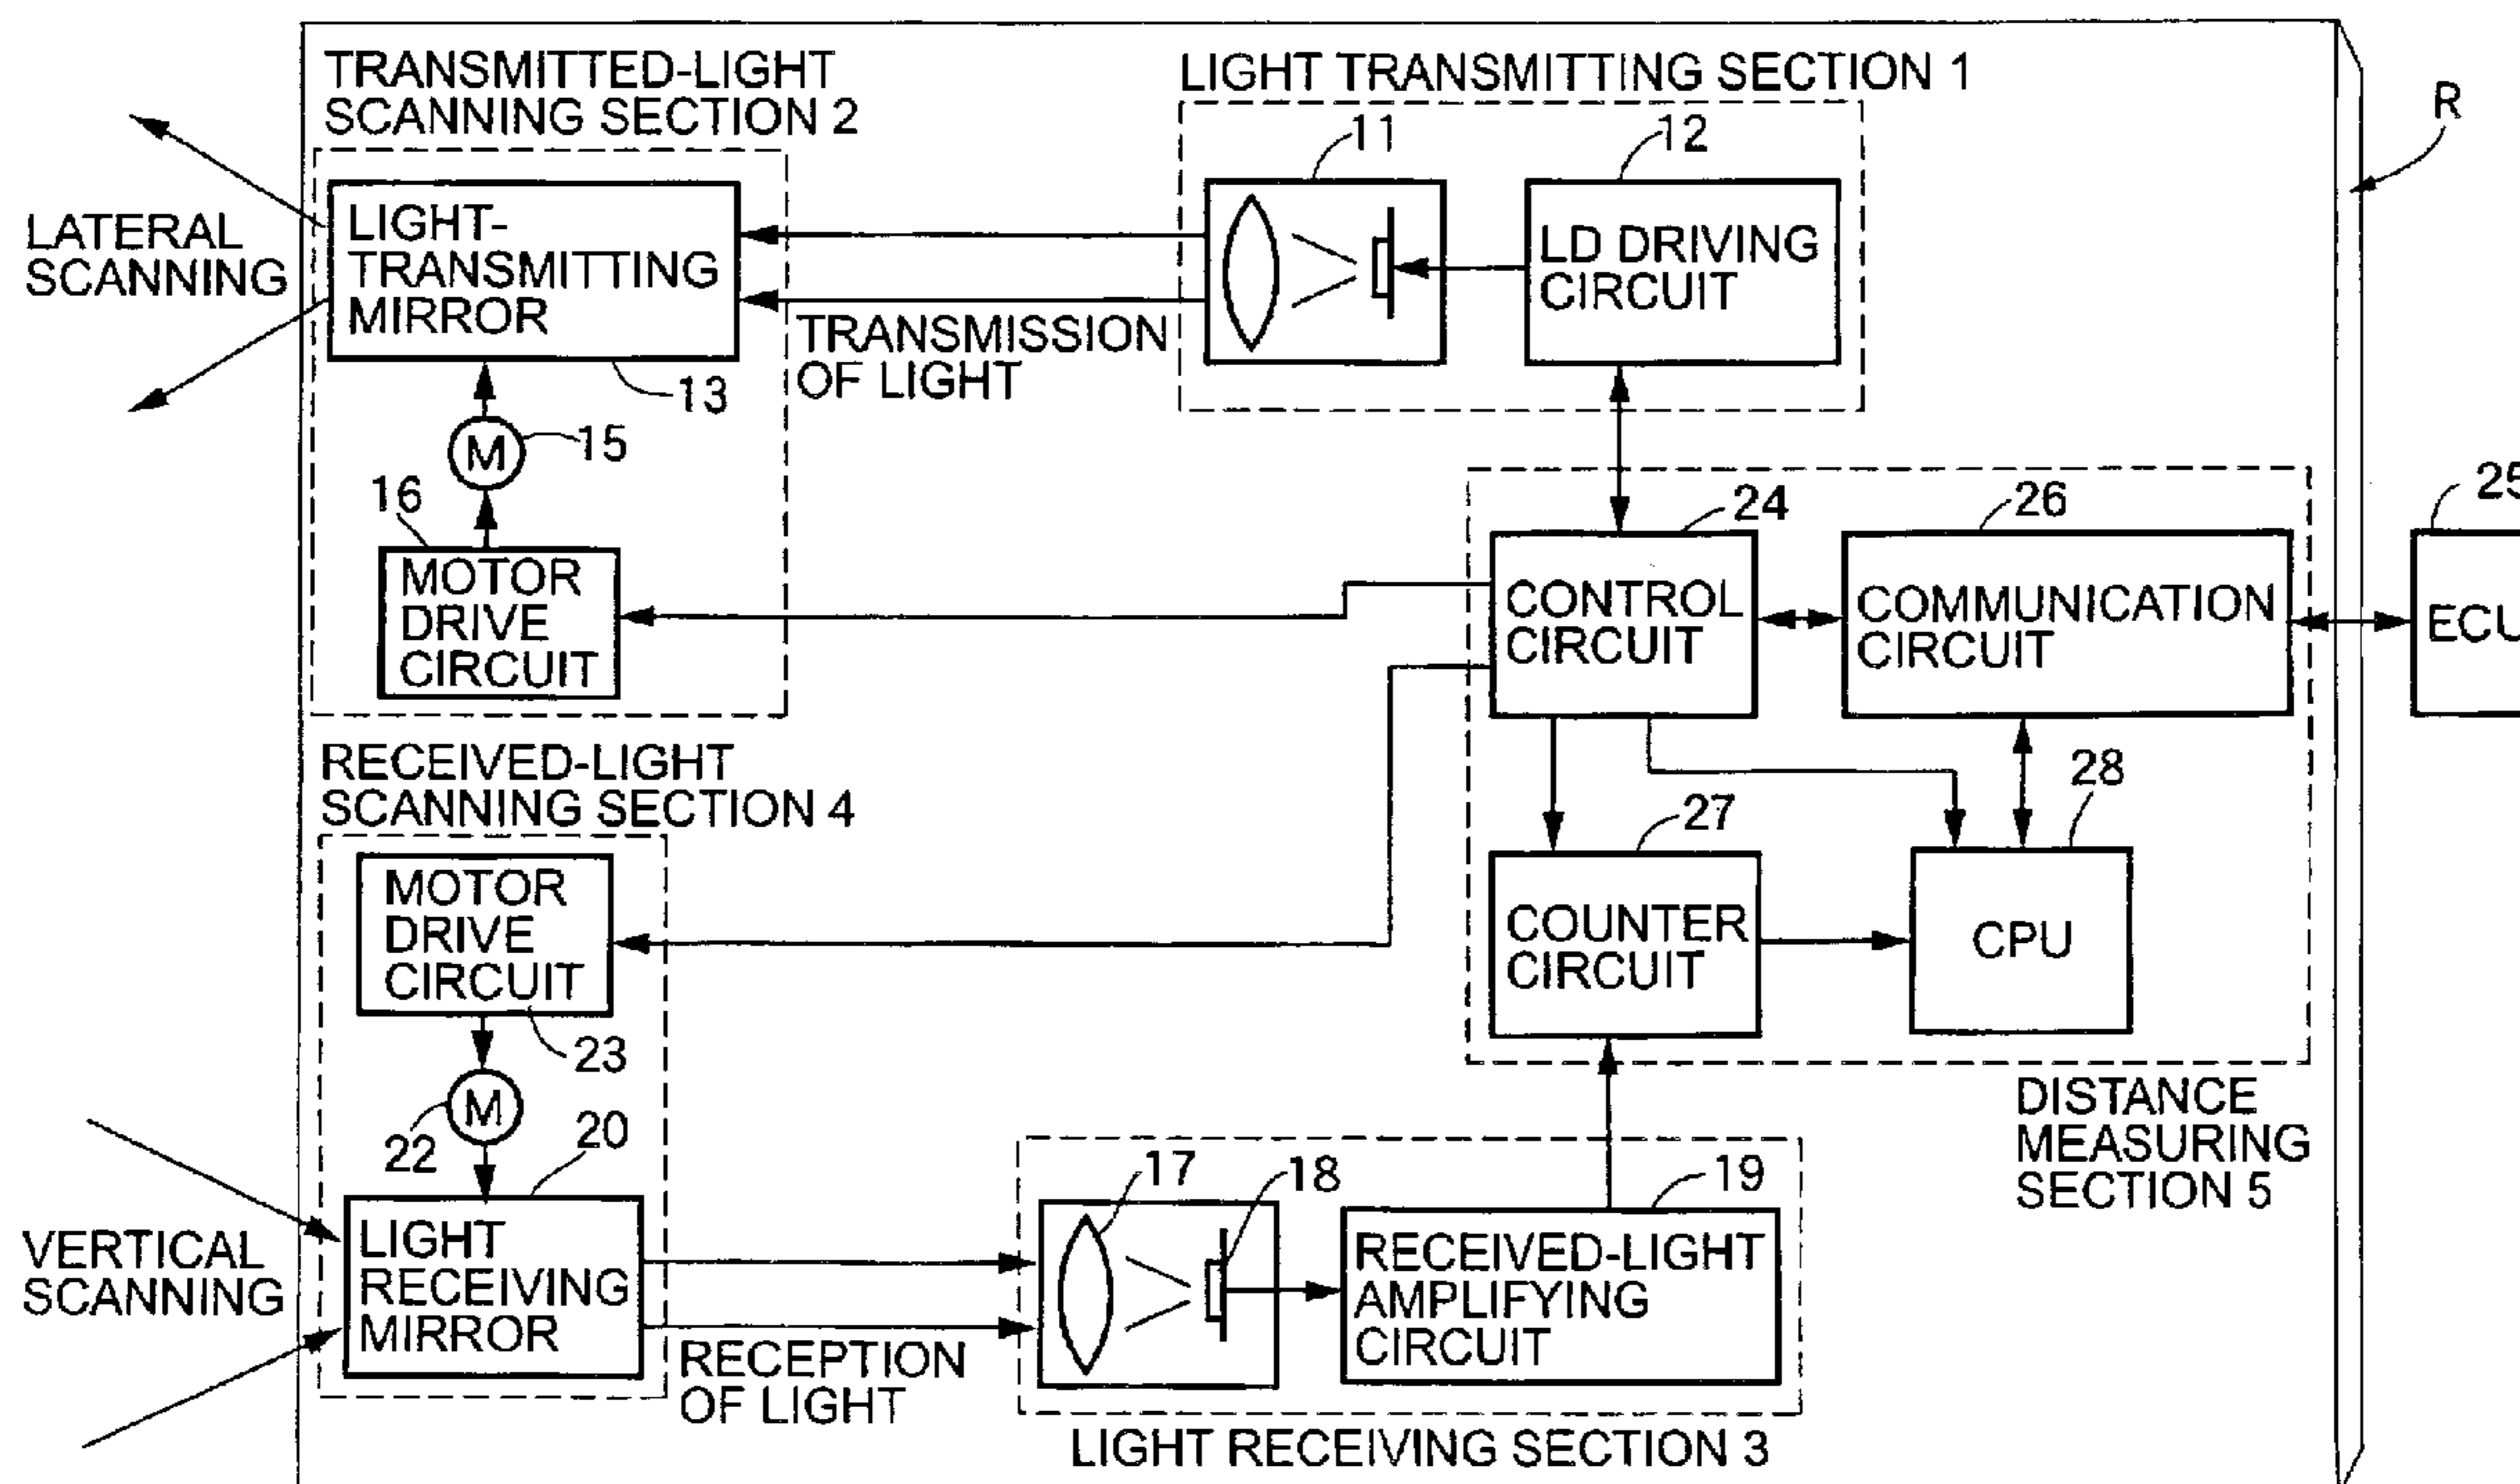 TRANSMITTED-LIGHT
SCANNING SECTION 2
LIGHT TRANSMITTING SECTION 1
R
11
12
LATERAL
SCANNING
LIGHT-
TRANSMITTING
MIRROR
LD DRIVING
CIRCUIT
TRANSMISSION
OF LIGHT
13
M
15
16
MOTOR
DRIVE
CIRCUIT
24
26
25
CONTROL
CIRCUIT
COMMUNICATION
CIRCUIT
ECU
RECEIVED-LIGHT
SCANNING SECTION 4
27
28
MOTOR
DRIVE
CIRCUIT
COUNTER
CIRCUIT
CPU
23
M
22
20
DISTANCE
MEASURING
SECTION 5
17
18
19
VERTICAL
SCANNING
LIGHT
RECEIVING
MIRROR
RECEIVED-LIGHT
AMPLIFYING
CIRCUIT
RECEPTION
OF LIGHT
LIGHT RECEIVING SECTION 3